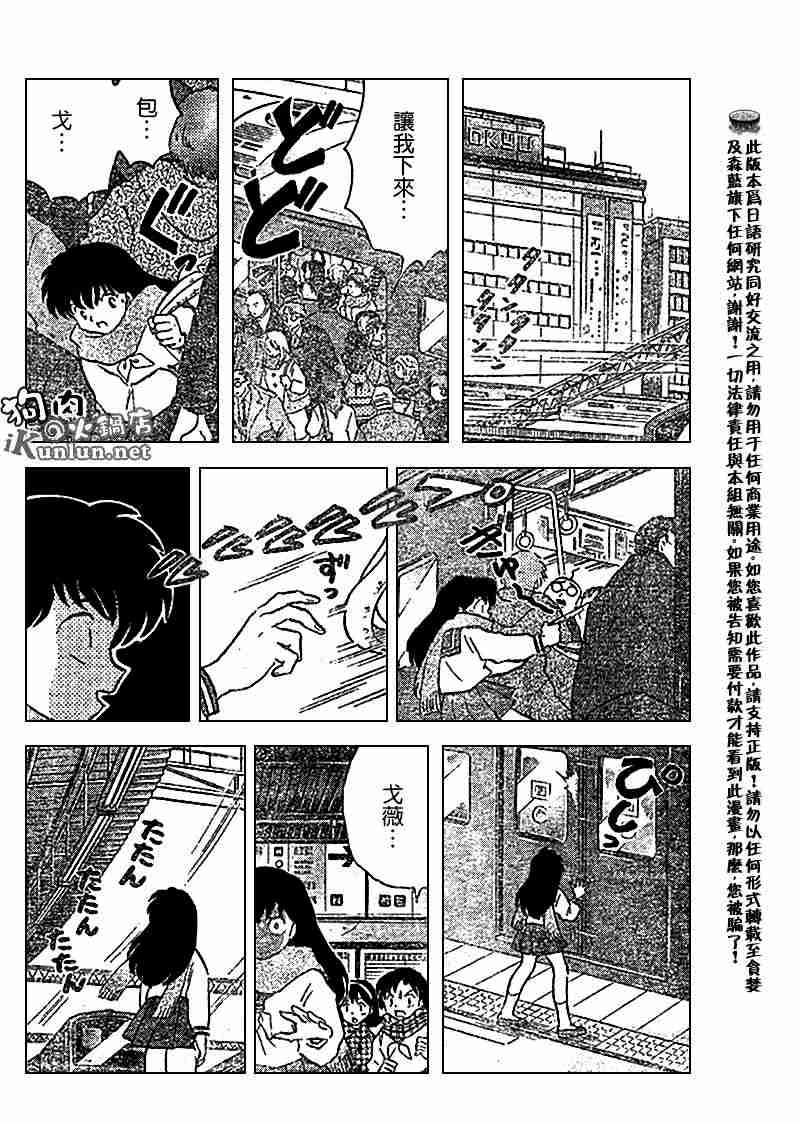 此版本爲日語研究同好交流之用，請勿用于任何商業用途。如您喜歡此作品，請支持正版！請勿以任何形式轉載至貪婪
及森藍旗下任何網站，謝謝！一切法律責任與本組無關。如果您被告知需要付款才能看到此漫畫，那麽，您被騙了！
タタンタタン
讓我下來…
どどど
包…
戈…
ぐっ
でゅ～
ずっ
ぴしっ
戈薇…
たたん
たたん
たたん
狗肉火鍋店
iKunlun.net